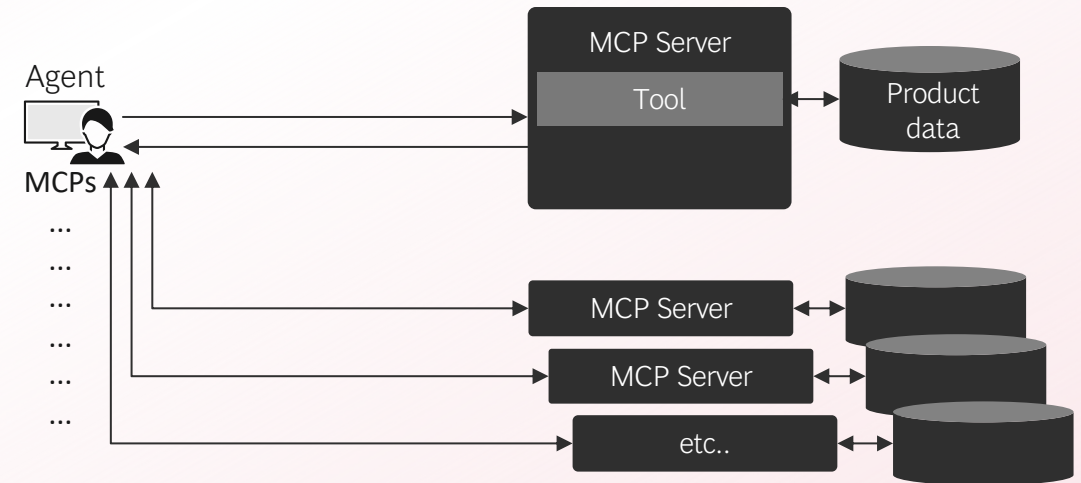 MCP Server
Agent
Tool
Product
data
MCPs
...
...
...
...
...
...
MCP Server
MCP Server
etc..